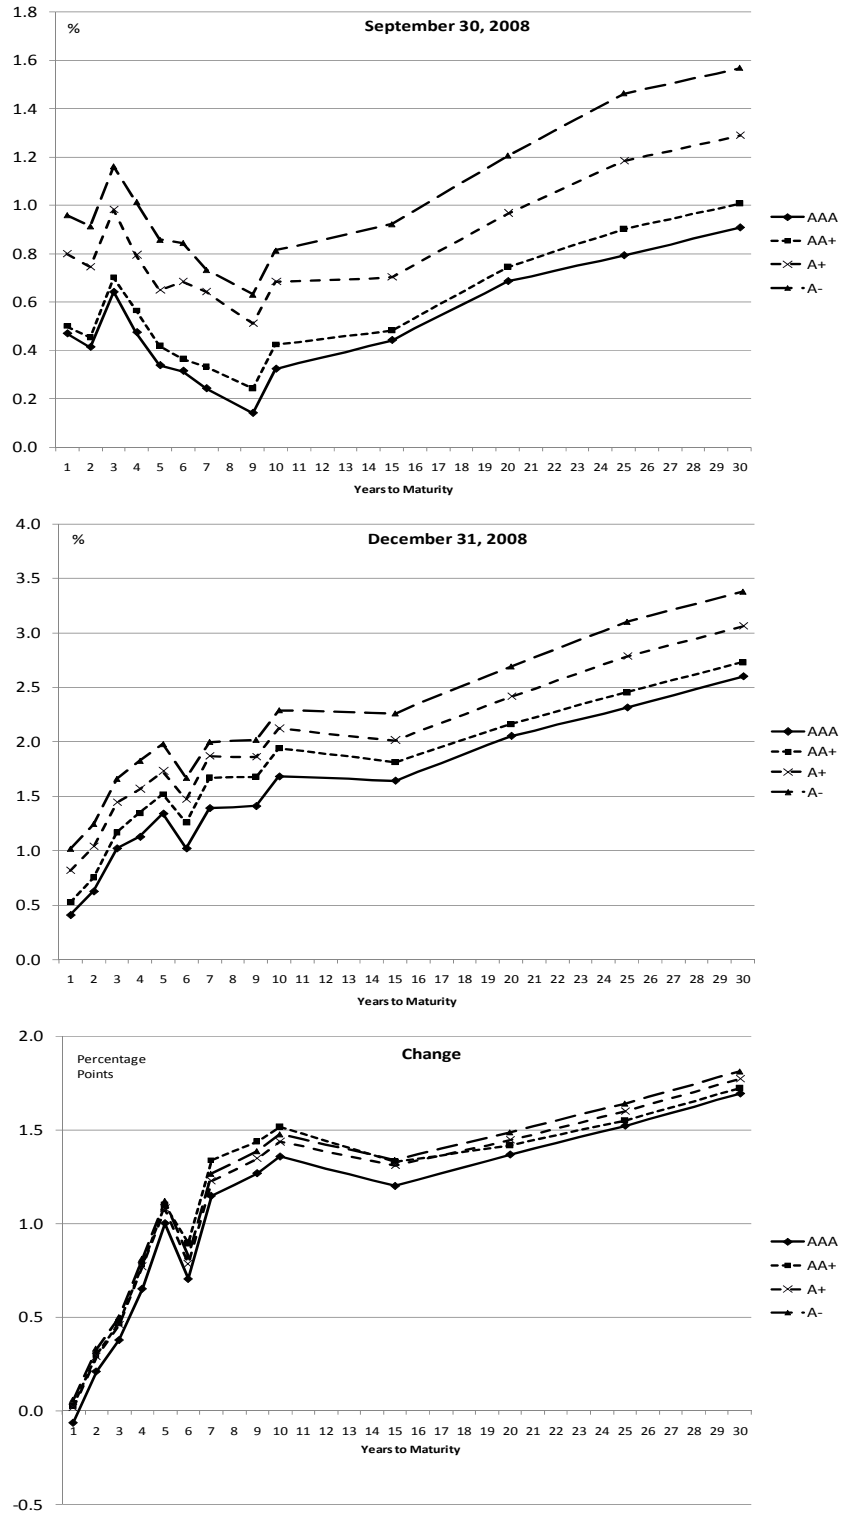 September 30, 2008
%
1.8
1.6
1.4
1.2
1.0
0.8
0.6
0.4
0.2
0.0
1 2 3 4 5 6 7 8 9 10 11 12 13 14 15 16 17 18 19 20 21 22 23 24 25 26 27 28 29 30
Years to Maturity
AAA
AA+
A+
A-
December 31, 2008
%
4.0
3.5
3.0
2.5
2.0
1.5
1.0
0.5
0.0
1 2 3 4 5 6 7 8 9 10 11 12 13 14 15 16 17 18 19 20 21 22 23 24 25 26 27 28 29 30
Years to Maturity
AAA
AA+
A+
A-
Change
Percentage
Points
2.0
1.5
1.0
0.5
0.0
-0.5
1 2 3 4 5 6 7 8 9 10 11 12 13 14 15 16 17 18 19 20 21 22 23 24 25 26 27 28 29 30
Years to Maturity
AAA
AA+
A+
A-